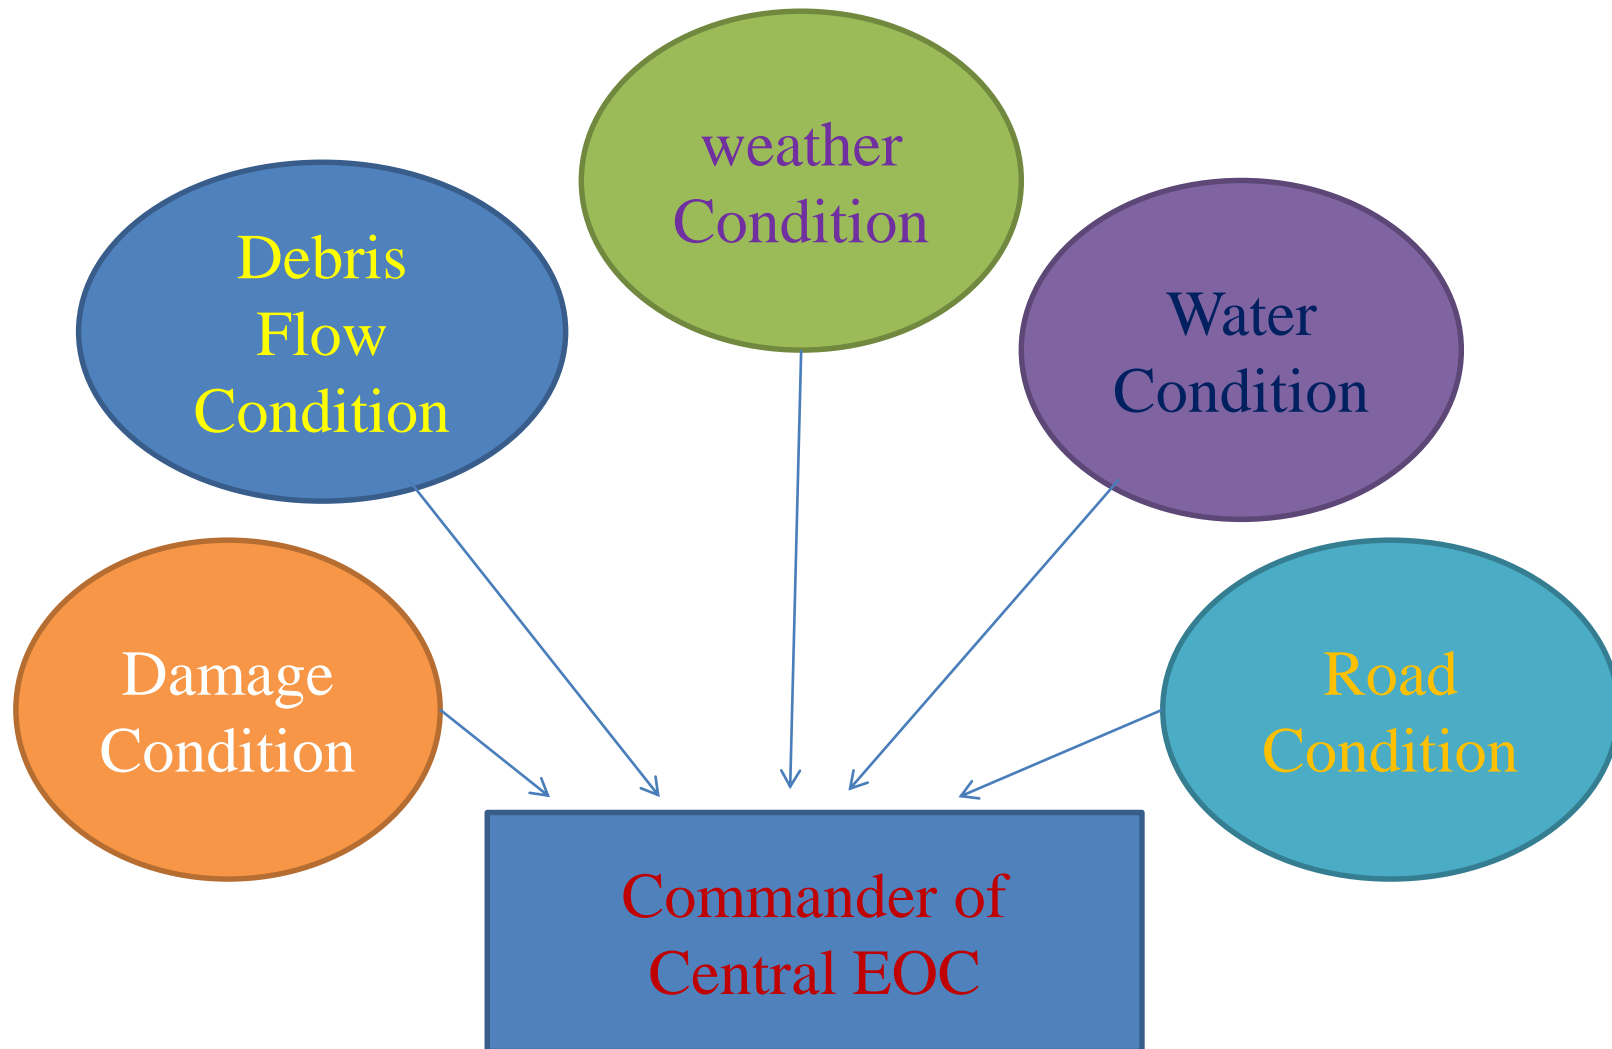 weather
Condition
Debris
Flow
Condition
Water
Condition
Damage
Condition
Road
Condition
Commander of
Central EOC